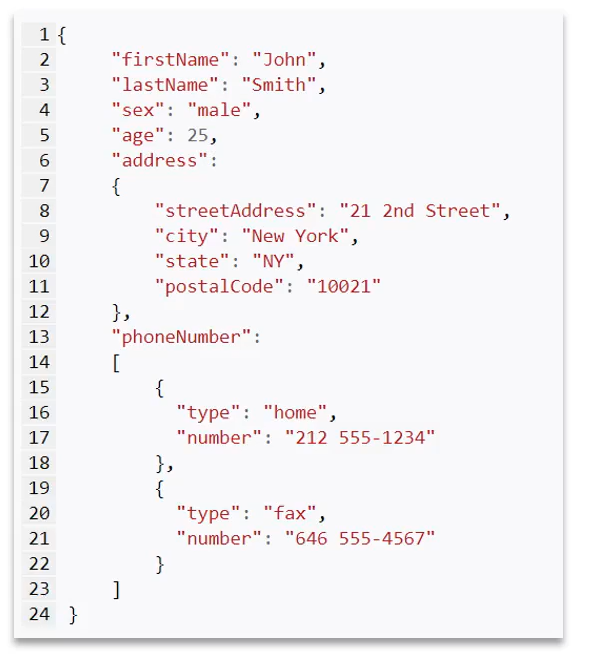 1 {
2     "firstName": "John",
3     "lastName": "Smith",
4     "sex": "male",
5     "age": 25,
6     "address":
7     {
8         "streetAddress": "21 2nd Street",
9         "city": "New York",
10         "state": "NY",
11         "postalCode": "10021"
12     },
13     "phoneNumber":
14     [
15         {
16           "type": "home",
17           "number": "212 555-1234"
18         },
19         {
20           "type": "fax",
21           "number": "646 555-4567"
22         }
23     ]
24 }